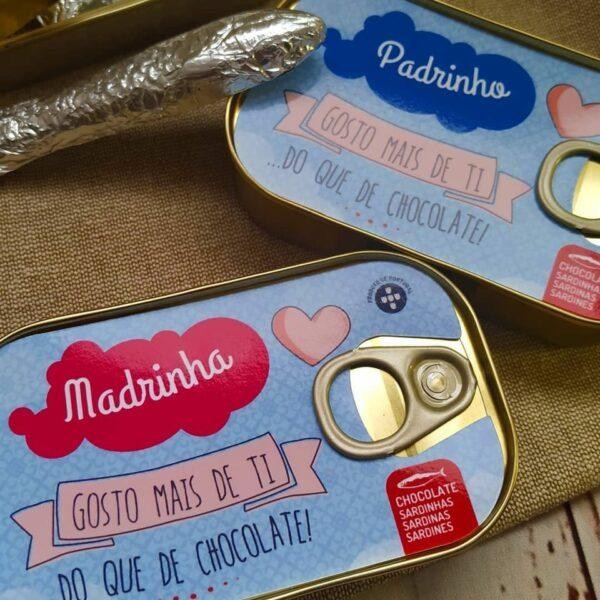 Padrinho
GOSTO MAIS DE TI
...DO QUE DE CHOCOLATE!
CHOCOLATE
SARDINHAS
SARDINAS
SARDINES
Madrinha
GOSTO MAIS DE TI
DO QUE DE CHOCOLATE!
CHOCOLATE
SARDINHAS
SARDINAS
SARDINES